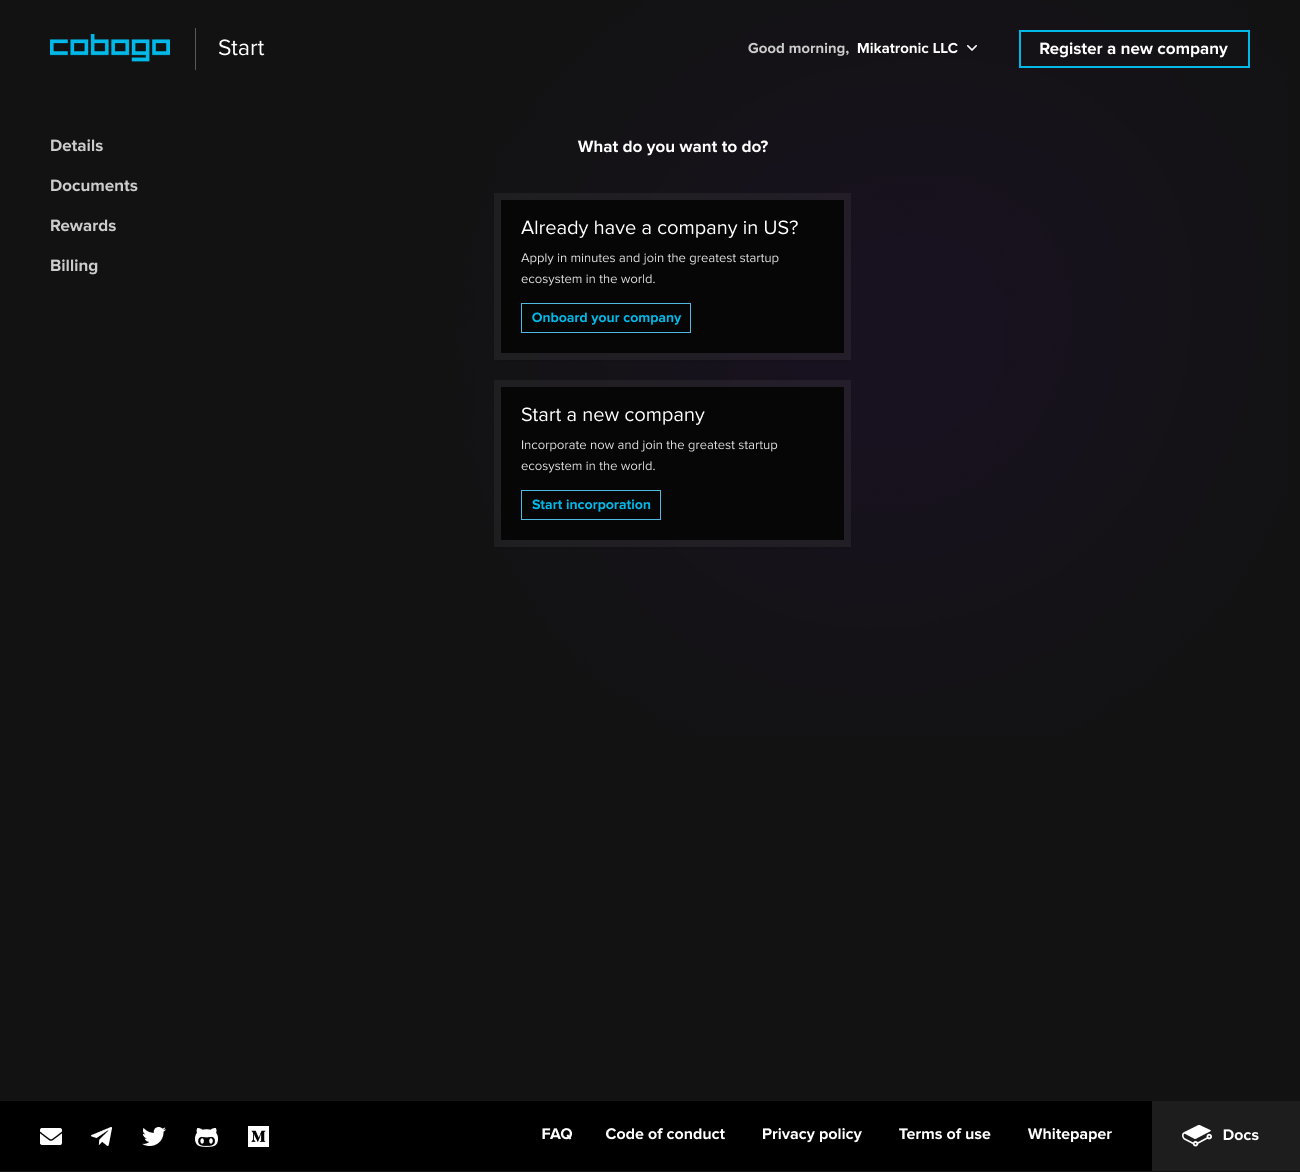 cobogo
Start
Good morning, Mikatronic LLC
Register a new company
Details
Documents
Rewards
Billing
What do you want to do?
Already have a company in US?
Apply in minutes and join the greatest startup
ecosystem in the world.
Onboard your company
Start a new company
Incorporate now and join the greatest startup
ecosystem in the world.
Start incorporation
M
FAQ
Code of conduct
Privacy policy
Terms of use
Whitepaper
Docs